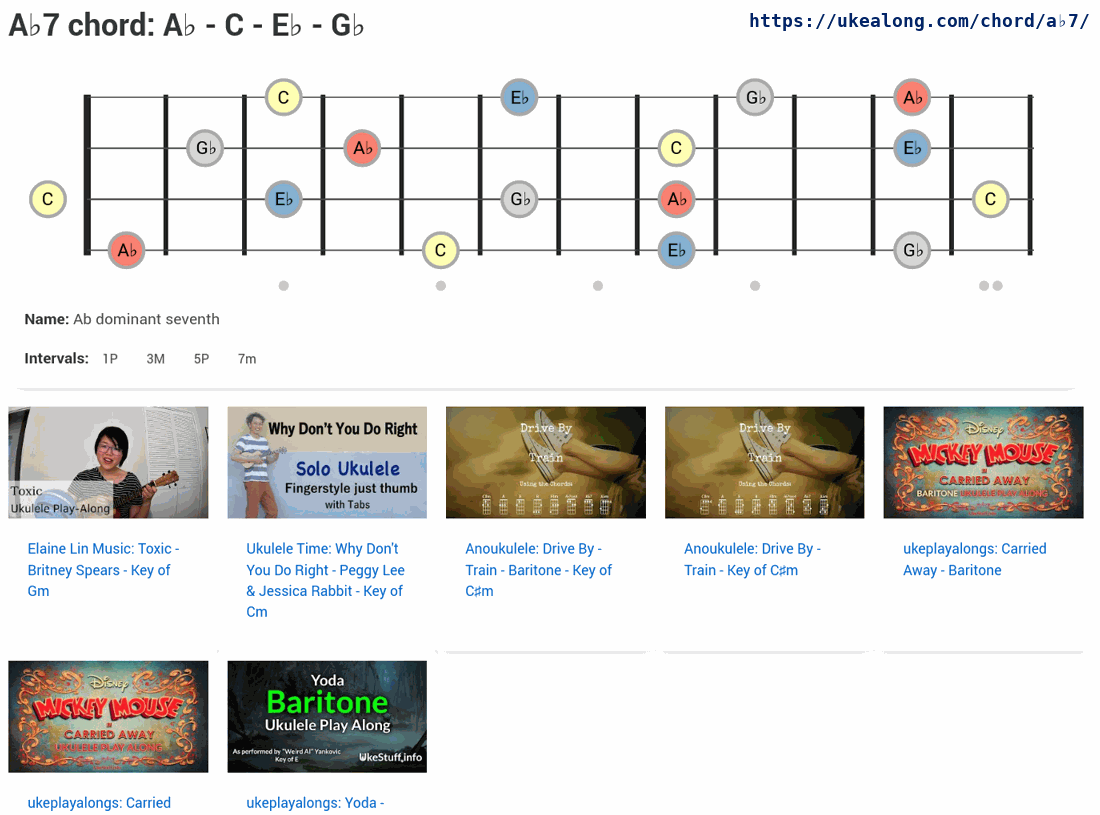 A♭7 chord: A♭ - C - E♭ - G♭
https://ukealong.com/chord/a♭7/
C E♭ G♭ A♭
G♭ A♭ C E♭
C E♭ G♭ A♭ C
A♭ C E♭ G♭
Name: Ab dominant seventh
Intervals: 1P 3M 5P 7m
Toxic
Ukulele Play-Along
Why Don't You Do Right
Solo Ukulele
Fingerstyle just thumb
with Tabs
Drive By
Train
Using the Chords:
Drive By
Train
Using the Chords:
Disney
MICKEY MOUSE
IN
CARRIED AWAY
BARITONE UKULELE PLAY ALONG
Elaine Lin Music: Toxic -
Britney Spears - Key of
Gm
Ukulele Time: Why Don't
You Do Right - Peggy Lee
& Jessica Rabbit - Key of
Cm
Anoukulele: Drive By -
Train - Baritone - Key of
C♯m
Anoukulele: Drive By -
Train - Key of C♯m
ukeplayalongs: Carried
Away - Baritone
Disney
MICKEY MOUSE
IN
CARRIED AWAY
UKULELE PLAY ALONG
Yoda
Baritone
Ukulele Play Along
As performed by "Weird Al" Yankovic
Key of E
UkeStuff.info
ukeplayalongs: Carried
ukeplayalongs: Yoda -